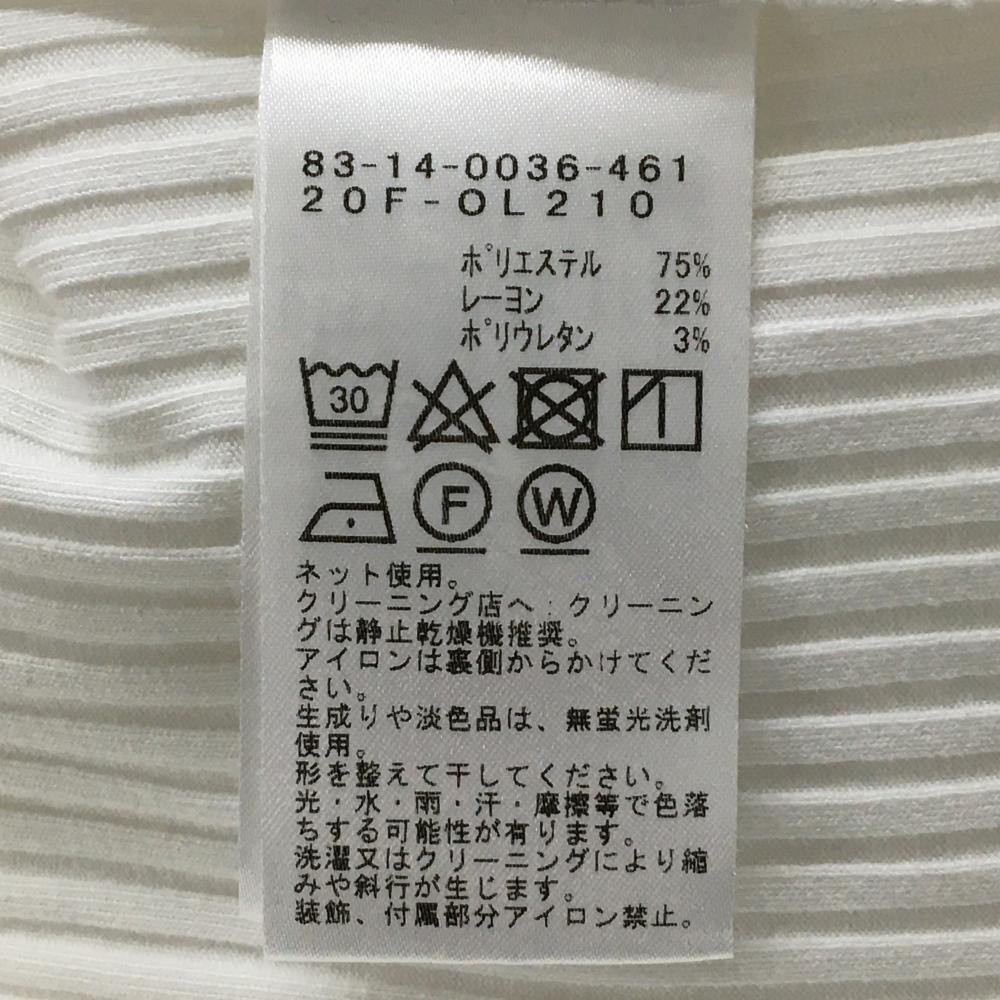 83-14-0036-461
20F-OL210
ポリエステル 75%
レーヨン 22%
ポリウレタン 3%
30
F W
ネット使用。
クリーニング店へ:クリーニン
グは静止乾燥機推奨。
アイロンは裏側からかけてくだ
さい。
生成りや淡色品は、無蛍光洗剤
使用。
形を整えて干してください。
光・水・雨・汗・摩擦等で色落
ちする可能性が有ります。
洗濯又はクリーニングにより縮
みや斜行が生じます。
装飾、付属部分アイロン禁止。